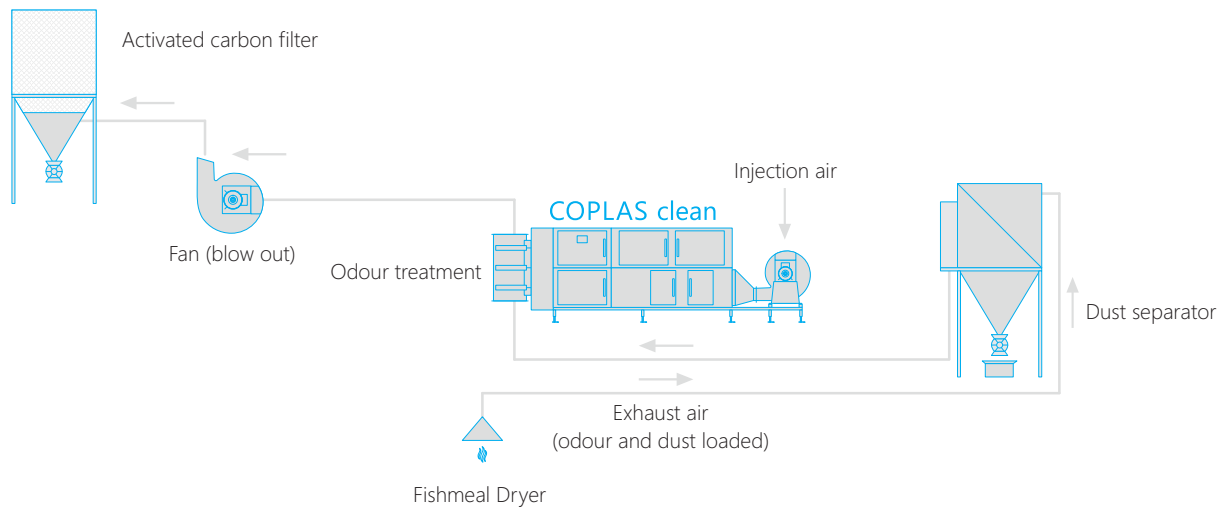 Activated carbon filter
Injection air
COPLAS clean
Fan (blow out)
Odour treatment
Dust separator
Exhaust air
(odour and dust loaded)
Fishmeal Dryer